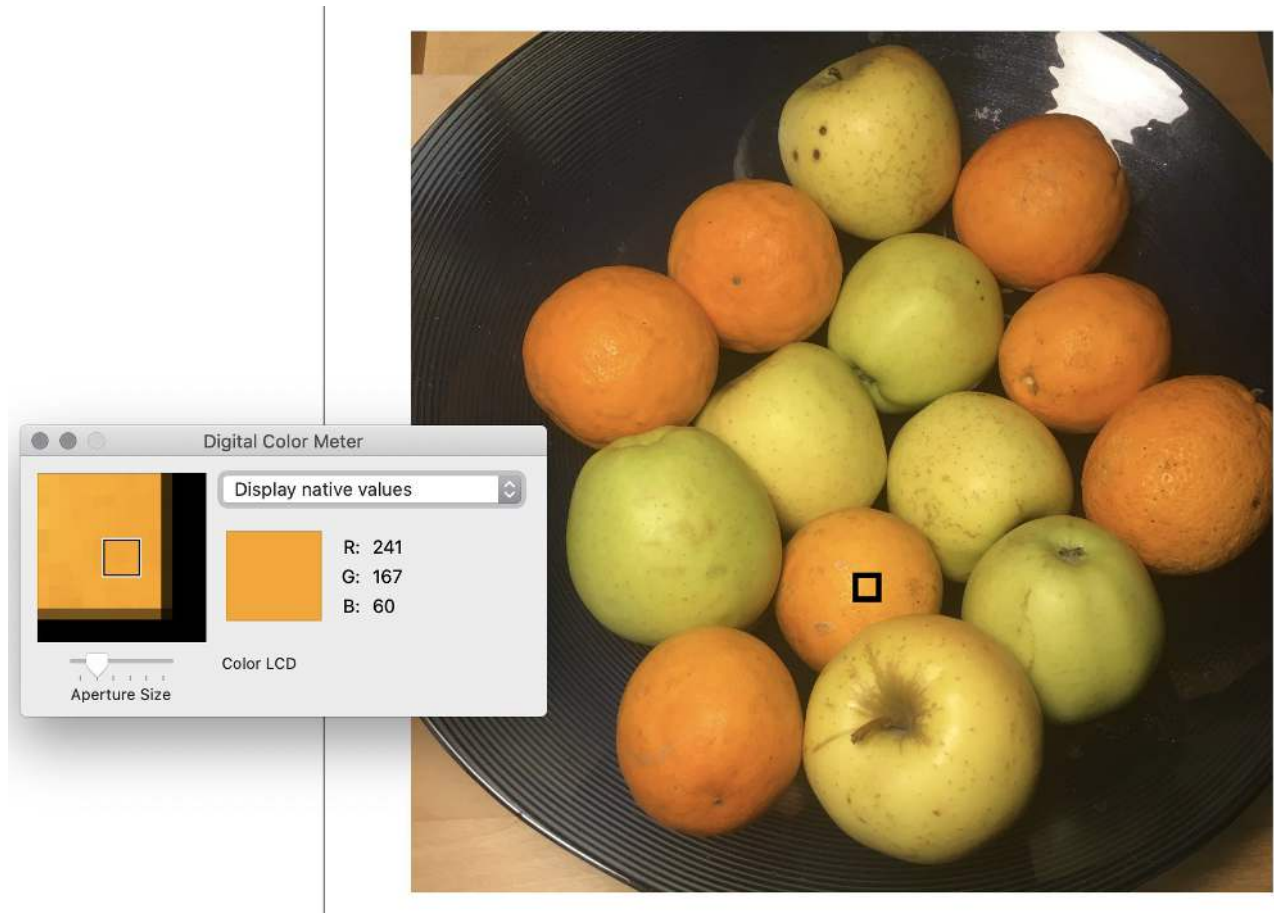 Digital Color Meter
Display native values
R: 241
G: 167
B: 60
Color LCD
Aperture Size